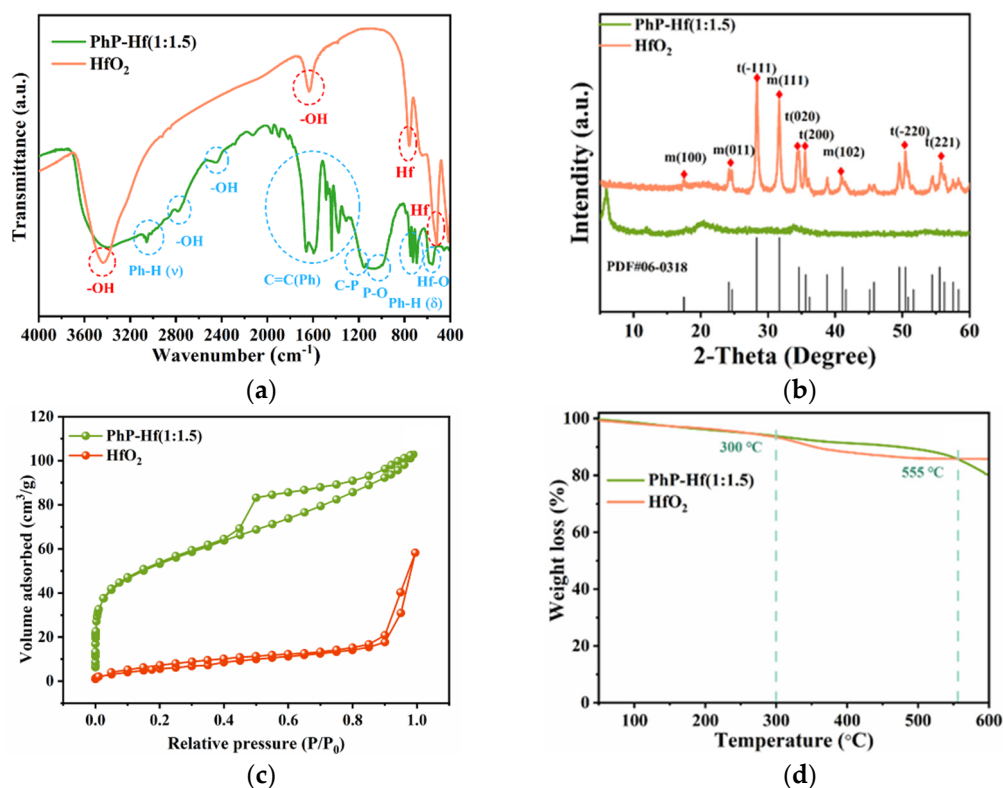 PhP-Hf(1:1.5)
HfO2
-OH
Hf
-OH
-OH
Hf
Ph-H (ν)
-OH
C=C(Ph)
C-P
P-O
Hf-O
Ph-H (δ)
Transmittance (a.u.)
4000 3600 3200 2800 2400 2000 1600 1200 800 400
Wavenumber (cm-1)
(a)
PhP-Hf(1:1.5)
HfO2
t(-111)
m(111)
t(020)
t(200)
m(100)
m(011)
m(102)
t(-220)
t(221)
PDF#06-0318
Intendity (a.u.)
10 20 30 40 50 60
2-Theta (Degree)
(b)
PhP-Hf(1:1.5)
HfO2
Volume adsorbed (cm3/g)
120
100
80
60
40
20
0
0.0 0.2 0.4 0.6 0.8 1.0
Relative pressure (P/P0)
(c)
300 °C
555 °C
PhP-Hf(1:1.5)
HfO2
Weight loss (%)
100
80
60
40
20
0
100 200 300 400 500 600
Temperature (°C)
(d)